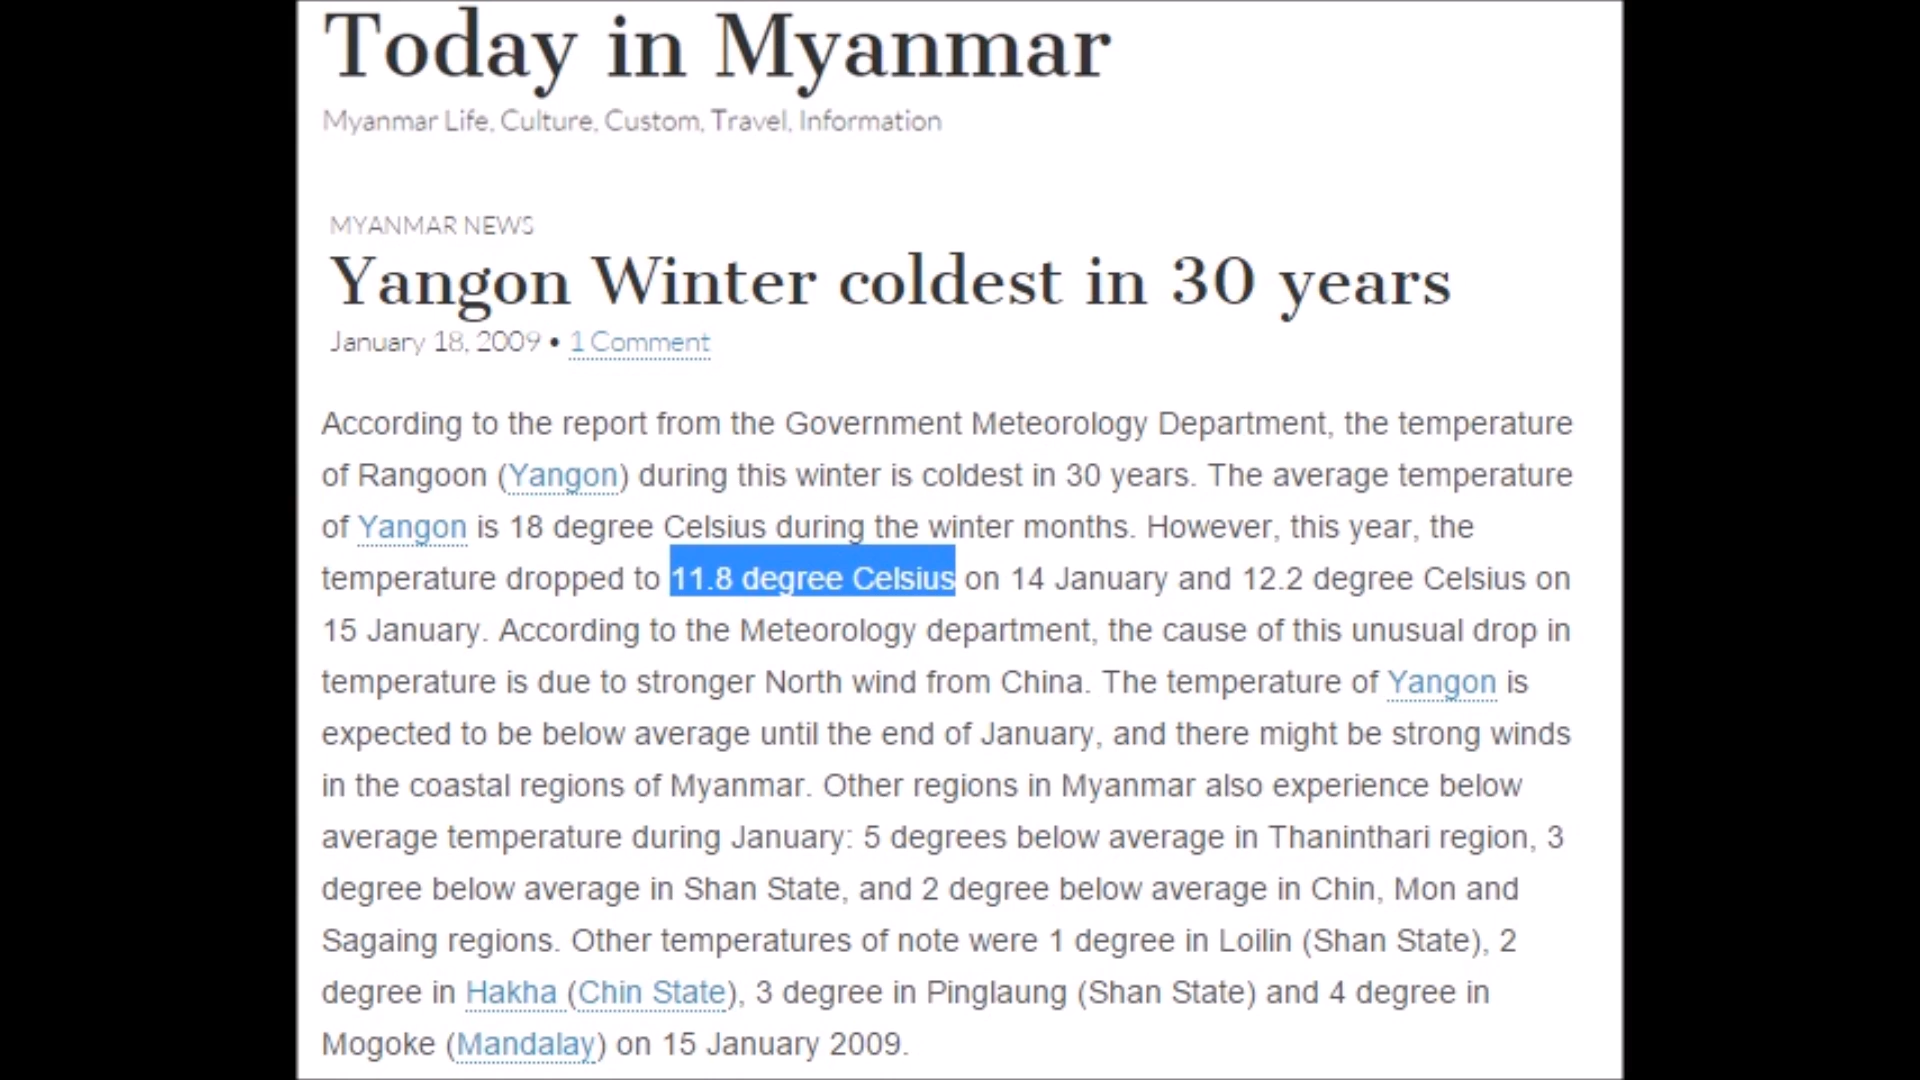 Today in Myanmar
Myanmar Life, Culture, Custom, Travel, Information
MYANMAR NEWS
Yangon Winter coldest in 30 years
January 18, 2009 • 1 Comment
According to the report from the Government Meteorology Department, the temperature
of Rangoon (Yangon) during this winter is coldest in 30 years. The average temperature
of Yangon is 18 degree Celsius during the winter months. However, this year, the
temperature dropped to 11.8 degree Celsius on 14 January and 12.2 degree Celsius on
15 January. According to the Meteorology department, the cause of this unusual drop in
temperature is due to stronger North wind from China. The temperature of Yangon is
expected to be below average until the end of January, and there might be strong winds
in the coastal regions of Myanmar. Other regions in Myanmar also experience below
average temperature during January: 5 degrees below average in Thaninthari region, 3
degree below average in Shan State, and 2 degree below average in Chin, Mon and
Sagaing regions. Other temperatures of note were 1 degree in Loilin (Shan State), 2
degree in Hakha (Chin State), 3 degree in Pinglaung (Shan State) and 4 degree in
Mogoke (Mandalay) on 15 January 2009.